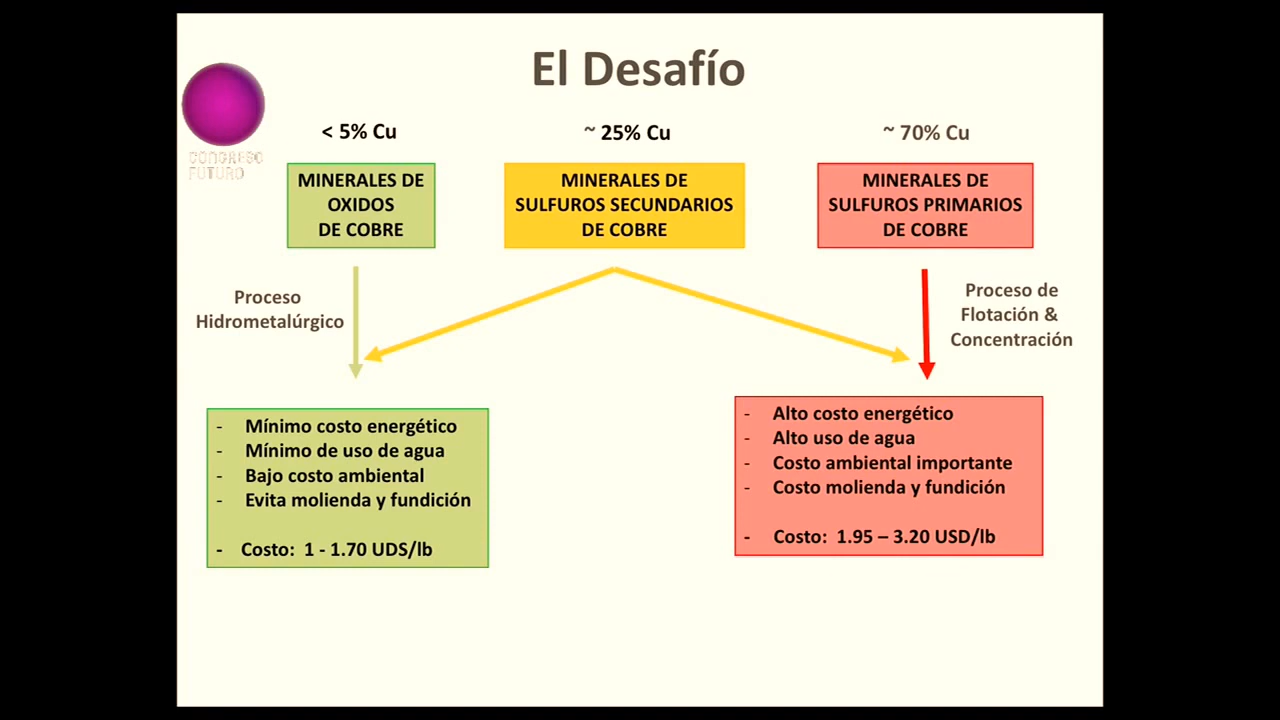 El Desafío
CONGRESO
FUTURO
< 5% Cu
~ 25% Cu
~ 70% Cu
MINERALES DE
OXIDOS
DE COBRE
MINERALES DE
SULFUROS SECUNDARIOS
DE COBRE
MINERALES DE
SULFUROS PRIMARIOS
DE COBRE
Proceso
Hidrometalúrgico
Proceso de
Flotación &
Concentración
- Mínimo costo energético
- Mínimo de uso de agua
- Bajo costo ambiental
- Evita molienda y fundición
- Costo: 1 - 1.70 UDS/lb
- Alto costo energético
- Alto uso de agua
- Costo ambiental importante
- Costo molienda y fundición
- Costo: 1.95 – 3.20 USD/lb